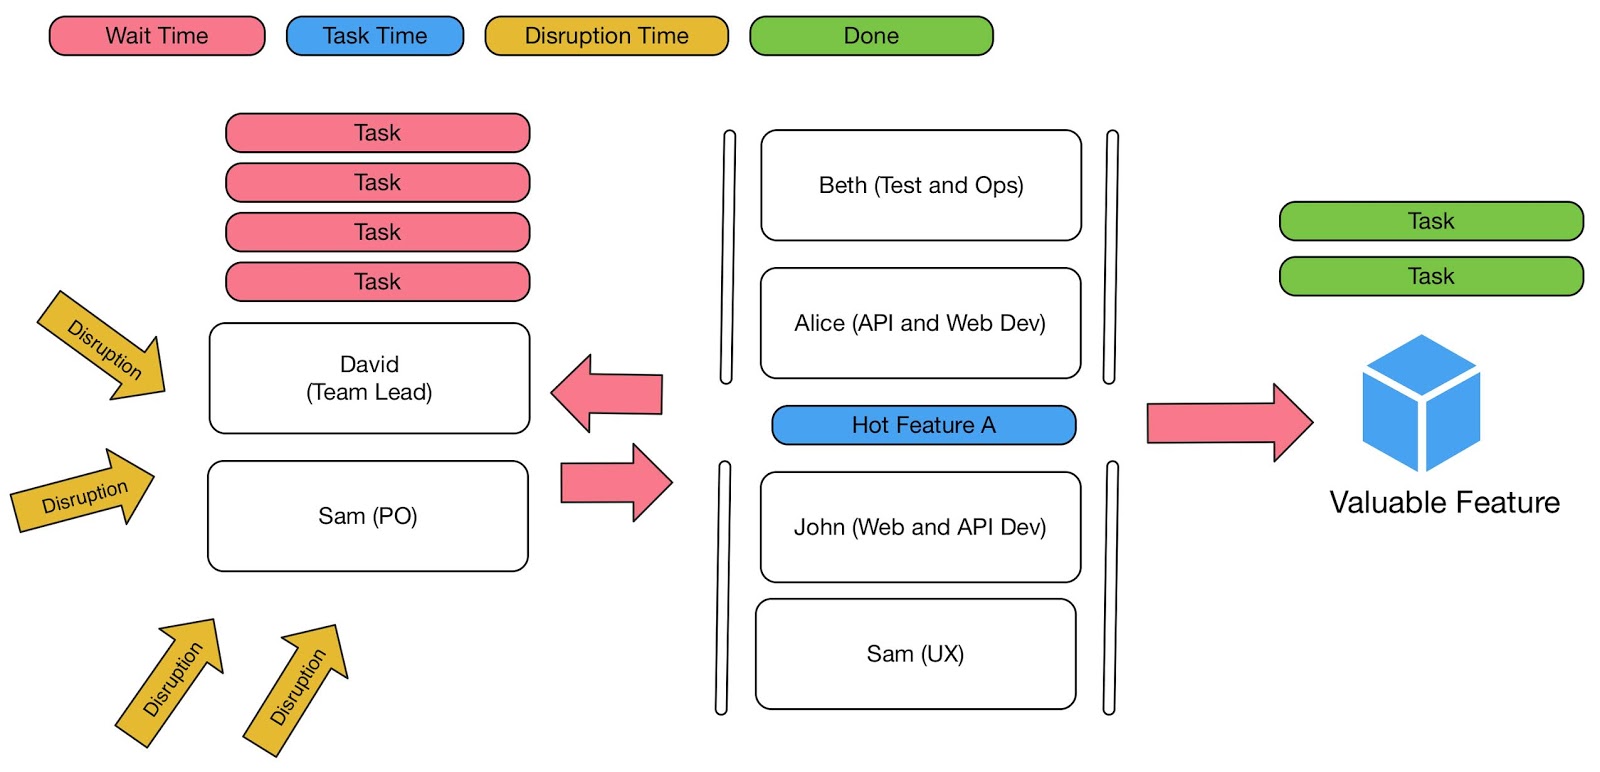 Wait Time
Task Time
Disruption Time
Done
Task
Task
Task
Task
David
(Team Lead)
Sam (PO)
Disruption
Disruption
Disruption
Disruption
Beth (Test and Ops)
Alice (API and Web Dev)
Hot Feature A
John (Web and API Dev)
Sam (UX)
Task
Task
Valuable Feature